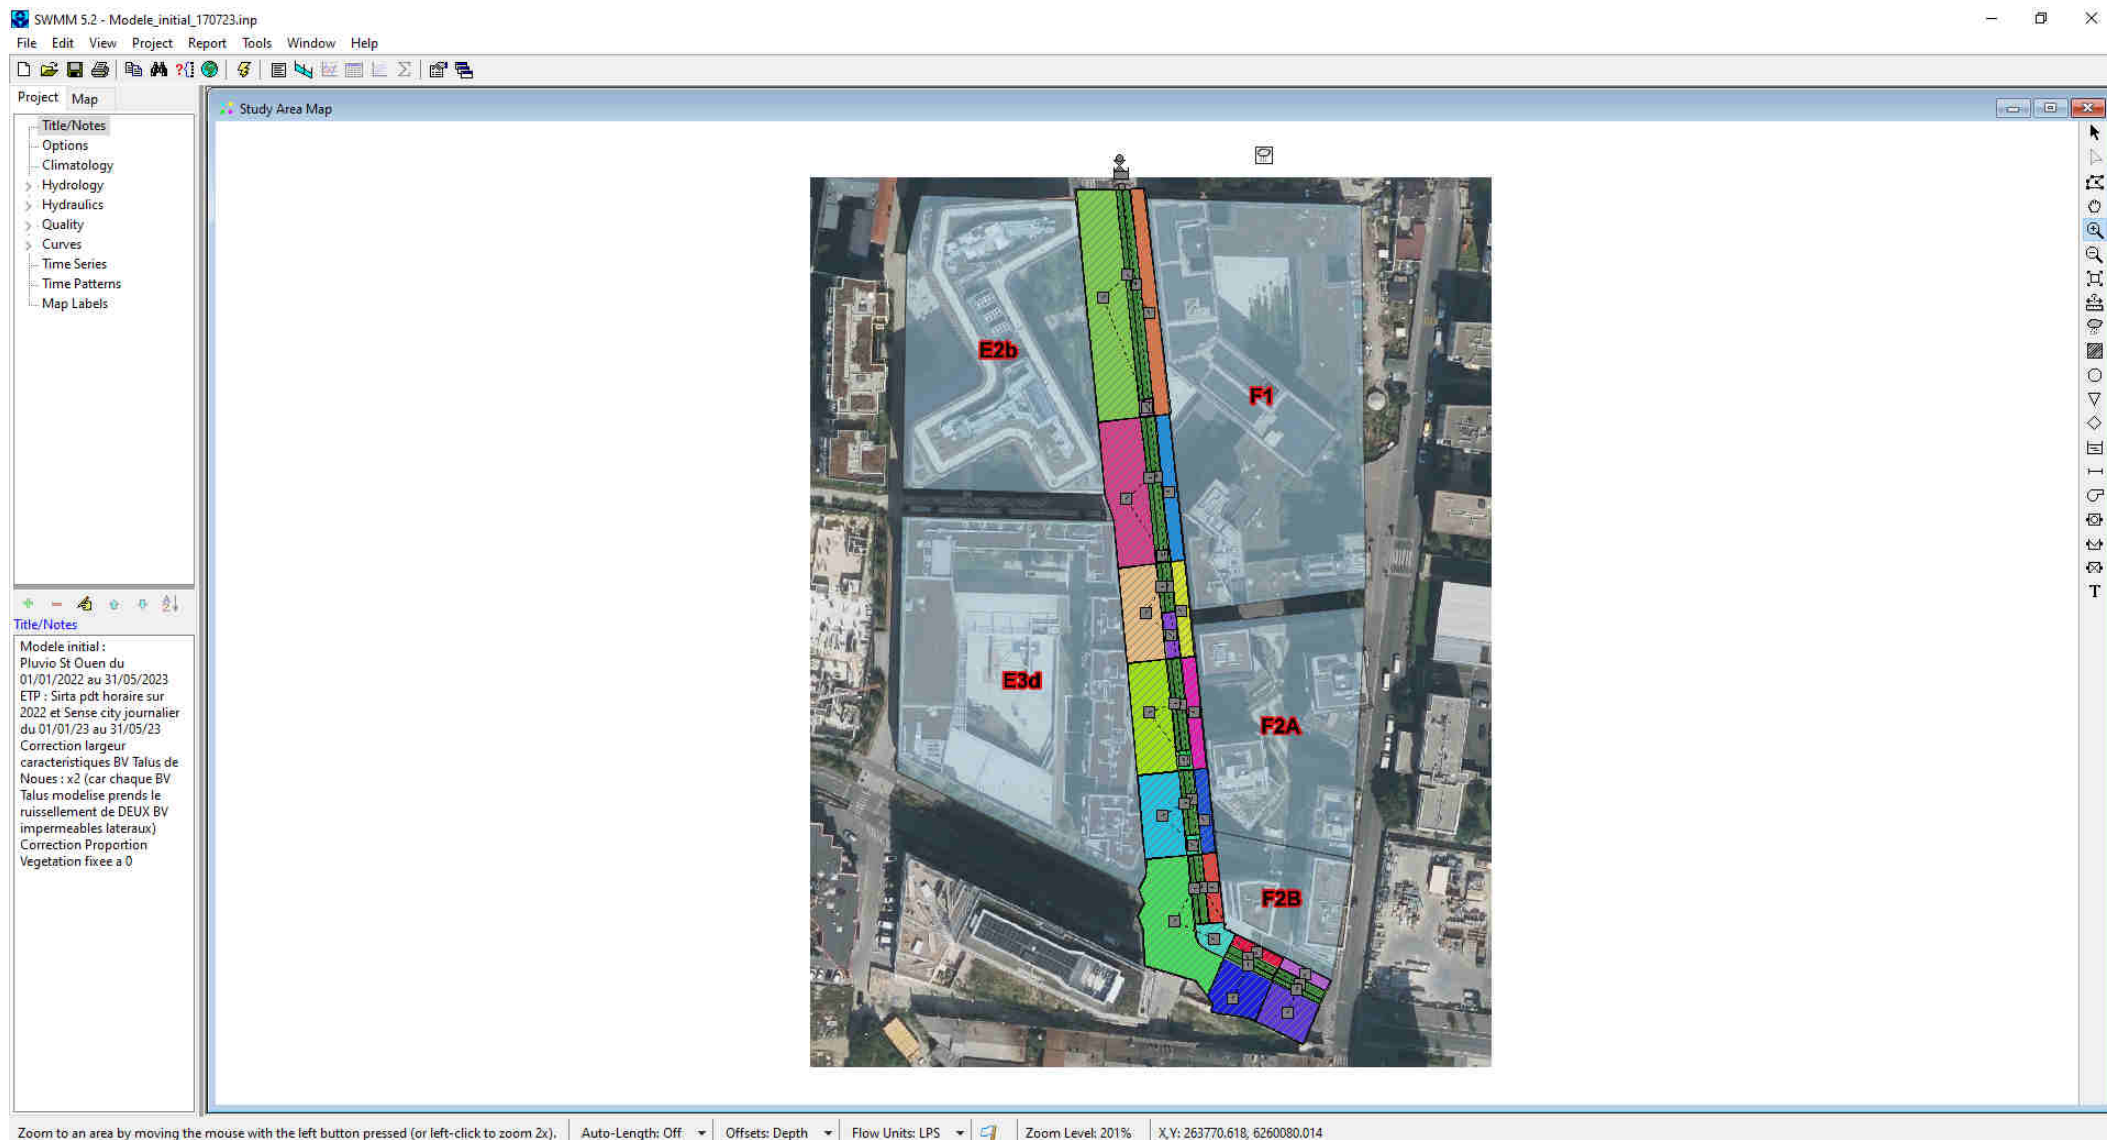 SWMM 5.2 - Modele_initial_170723.inp
File Edit View Project Report Tools Window Help
Project Map
Study Area Map
Title/Notes
Options
Climatology
Hydrology
Hydraulics
Quality
Curves
Time Series
Time Patterns
Map Labels
E2b
F1
E3d
F2A
F2B
T
Title/Notes
Modele initial :
Pluvio St Ouen du
01/01/2022 au 31/05/2023
ETP : Sirta pdt horaire sur
2022 et Sense city journalier
du 01/01/23 au 31/05/23
Correction largeur
caracteristiques BV Talus de
Noues : x2 (car chaque BV
Talus modelise prends le
ruissellement de DEUX BV
impermeables lateraux)
Correction Proportion
Vegetation fixee a 0
Zoom to an area by moving the mouse with the left button pressed (or left-click to zoom 2x). Auto-Length: Off Offsets: Depth Flow Units: LPS Zoom Level: 201% X,Y: 263770.618, 6260080.014